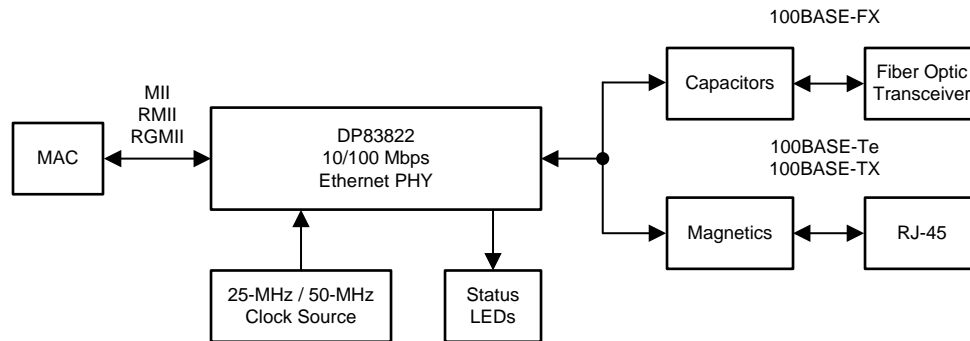 100BASE-FX
Capacitors
Fiber Optic
Transceiver
MII
RMII
RGMII
MAC
DP83822
10/100 Mbps
Ethernet PHY
100BASE-Te
100BASE-TX
Magnetics
RJ-45
25-MHz / 50-MHz
Clock Source
Status
LEDs